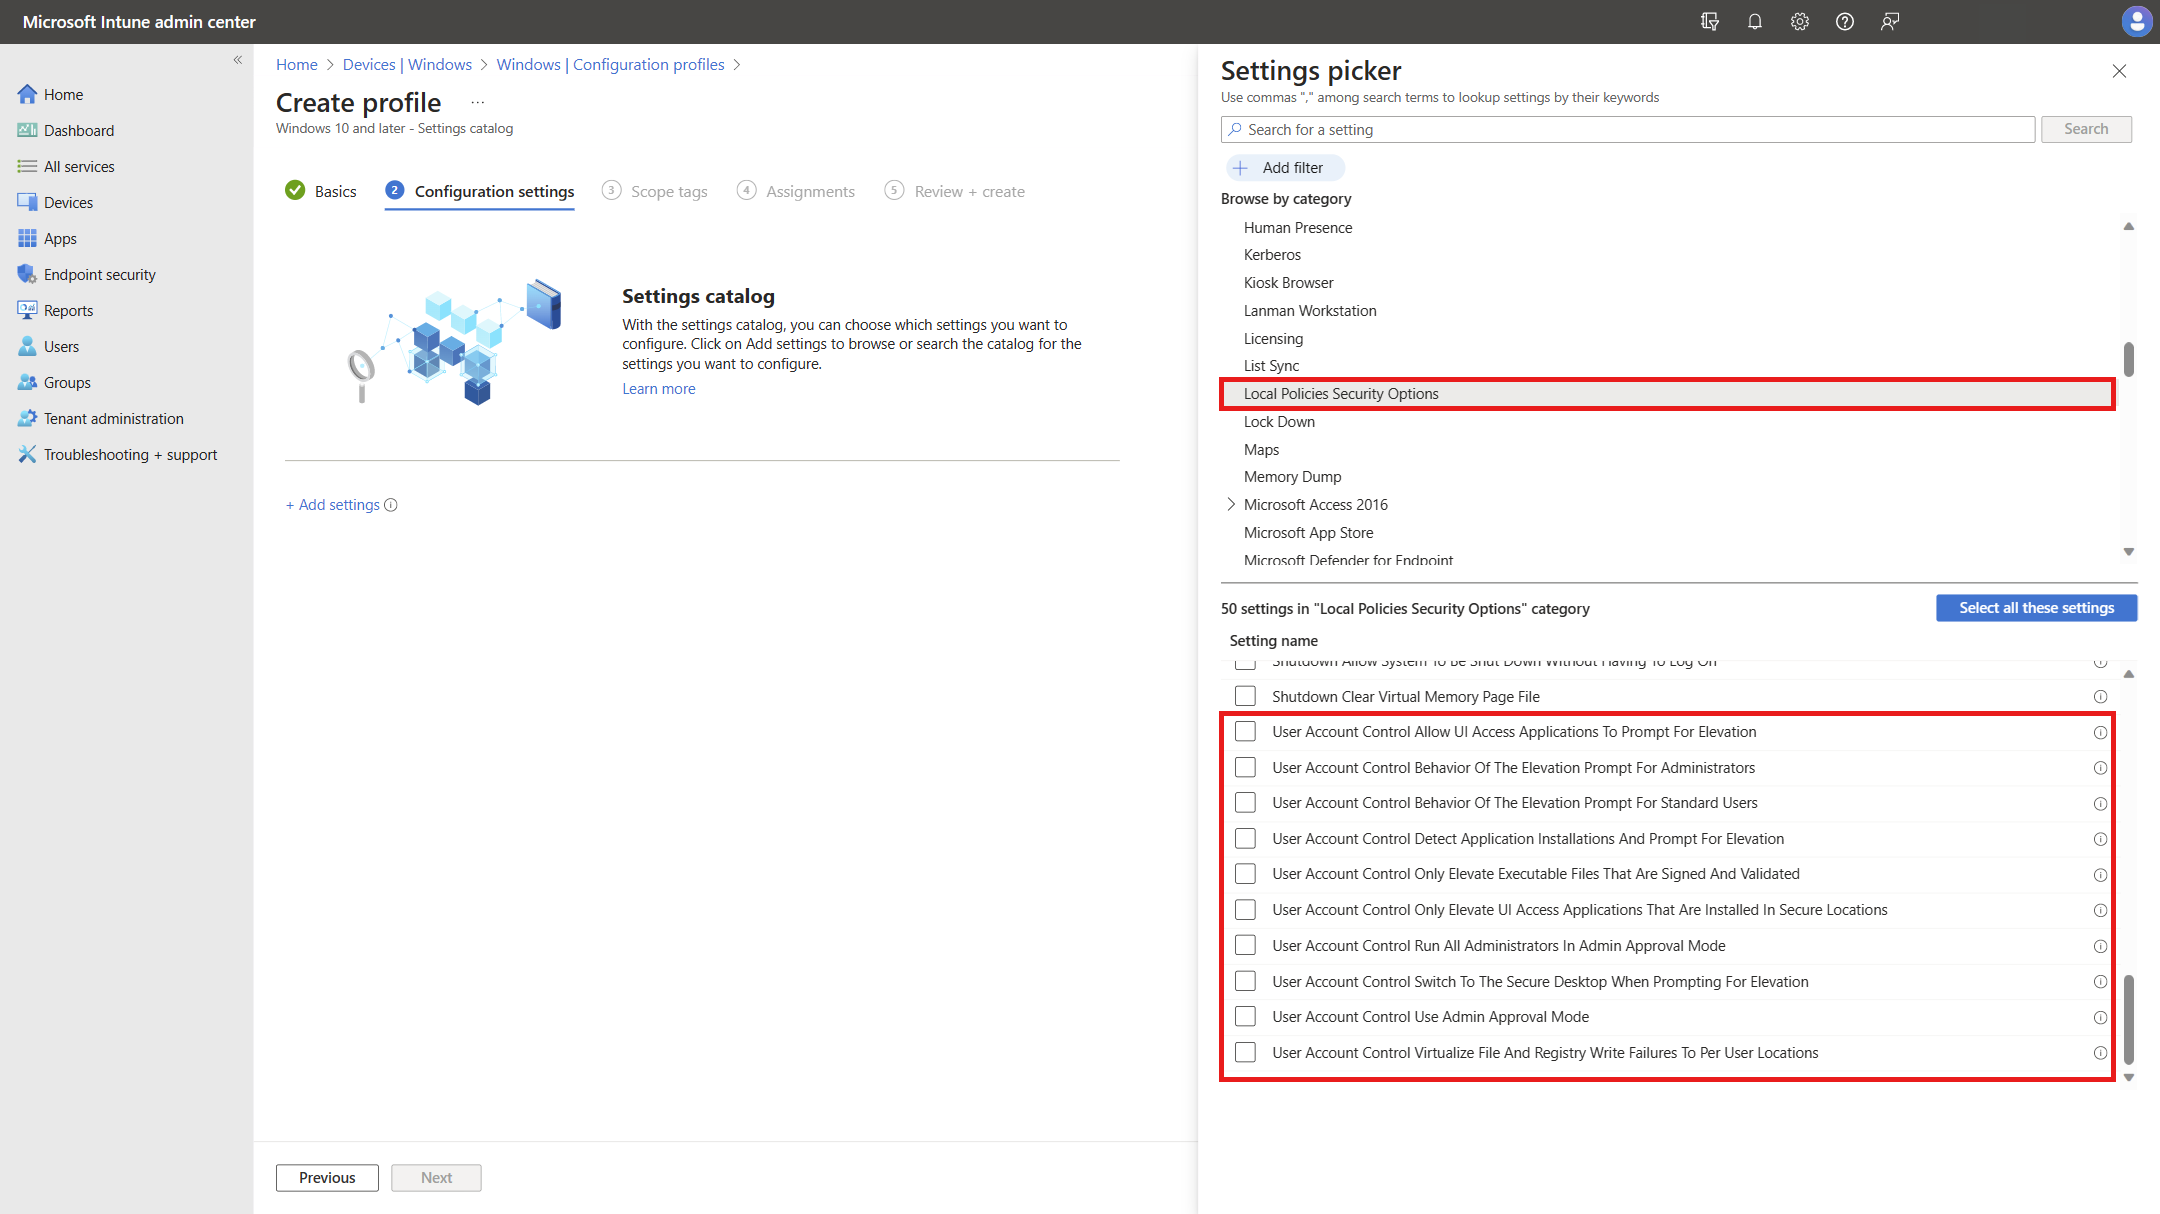 Microsoft Intune admin center
Home
Dashboard
All services
Devices
Apps
Endpoint security
Reports
Users
Groups
Tenant administration
Troubleshooting + support
Home > Devices | Windows > Windows | Configuration profiles >
Create profile ...
Windows 10 and later - Settings catalog
Basics
2 Configuration settings
3 Scope tags
4 Assignments
5 Review + create
Settings catalog
With the settings catalog, you can choose which settings you want to
configure. Click on Add settings to browse or search the catalog for the
settings you want to configure.
Learn more
+ Add settings
Previous
Next
Settings picker
Use commas "," among search terms to lookup settings by their keywords
Search for a setting
Search
Add filter
Browse by category
Human Presence
Kerberos
Kiosk Browser
Lanman Workstation
Licensing
List Sync
Local Policies Security Options
Lock Down
Maps
Memory Dump
Microsoft Access 2016
Microsoft App Store
Microsoft Defender for Endpoint
50 settings in "Local Policies Security Options" category
Select all these settings
Setting name
Shutdown Allow System To Be Shut Down Without Having To Log On
Shutdown Clear Virtual Memory Page File
User Account Control Allow UI Access Applications To Prompt For Elevation
User Account Control Behavior Of The Elevation Prompt For Administrators
User Account Control Behavior Of The Elevation Prompt For Standard Users
User Account Control Detect Application Installations And Prompt For Elevation
User Account Control Only Elevate Executable Files That Are Signed And Validated
User Account Control Only Elevate UI Access Applications That Are Installed In Secure Locations
User Account Control Run All Administrators In Admin Approval Mode
User Account Control Switch To The Secure Desktop When Prompting For Elevation
User Account Control Use Admin Approval Mode
User Account Control Virtualize File And Registry Write Failures To Per User Locations